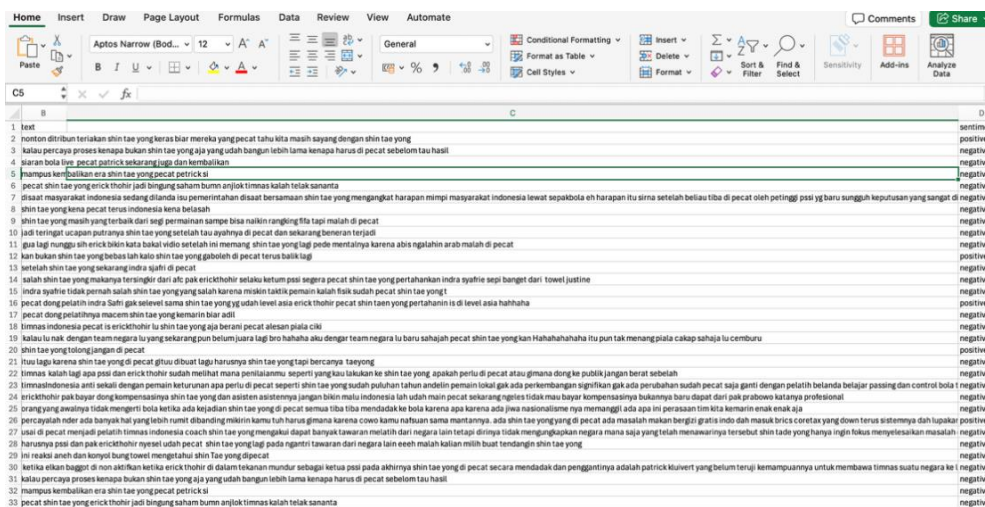 Home Insert Draw Page Layout Formulas Data Review View Automate Comments Share
Paste Aptos Narrow (Bod... 12 A^ A˅ General Conditional Formatting Format as Table Cell Styles Insert Delete Format Sort & Filter Find & Select Sensitivity Add-ins Analyze Data
B I U A % 9
C5 fx
B C D
1 text sentime
2 nonton ditribun teriakan shin tae yong keras biar mereka yang pecat tahu kita masih sayang dengan shin tae yong positive
3 kalau percaya proses kenapa bukan shin tae yong aja yang udah bangun lebih lama kenapa harus di pecat sebelom tau hasil negativ
4 siaran bola live pecat patrick sekarang juga dan kembalikan negativ
5 mampus kembalikan era shin tae yong pecat petrick si negativ
6 pecat shin tae yong erick thohir jadi bingung saham bumn anjlok timnas kalah telak sananta negativ
7 disaat masyarakat indonesia sedang dilanda isu pemerintahan disaat bersamaan shin tae yong mengangkat harapan mimpi masyarakat indonesia lewat sepakbola eh harapan itu sirna setelah beliau tiba di pecat oleh petinggi pssi yg baru sungguh keputusan yang sangat di negativ
8 shin tae yong kena pecat terus indonesia kena belasah negativ
9 shin tae yong masih yang terbaik dari segi permainan sampe bisa naikin rangking fifa tapi malah di pecat negativ
10 jadi teringat ucapan putranya shin tae yong setelah tau ayahnya di pecat dan sekarang beneran terjadi negativ
11 gua lagi nunggu sih erick bikin kata bakal vidio setelah ini memang shin tae yong lagi pede mentalnya karena abis ngalahin arab malah di pecat negativ
12 kan bukan shin tae yong bebas lah kalo shin tae yong gaboleh di pecat terus balik lagi positive
13 setelah shin tae yong sekarang indra sjafri di pecat negativ
14 salah shin tae yong makanya tersingkir dari afc pak erickthohir selaku ketum pssi segera pecat shin tae yong pertahankan indra syafrie sepi banget dari towel justine negativ
15 indra syafrie tidak pernah salah shin tae yong yang salah karena miskin taktik pemain kalah fisik sudah pecat shin tae yong t negativ
16 pecat dong pelatih indra Safri gak selevel sama shin tae yong yg udah level asia erick thohir pecat shin taen yong pertahanin is di level asia hahhaha positive
17 pecat dong pelatihnya macem shin tae yong kemarin biar adil negativ
18 timnas indonesia pecat is erickthohir lu shin tae yong aja berani pecat alesan piala ciki negativ
19 kalau lu nak dengan team negara lu yang sekarang pun belum juara lagi bro hahaha aku dengar team negara lu baru sahajah pecat shin tae yong kan Hahahahahaha itu pun tak menang piala cakap sahaja lu cemburu negativ
20 shin tae yong tolong jangan di pecat positive
21 ituu lagu karena shin tae yong di pecat gituu dibuat lagu harusnya shin tae yong tapi bercanya taeyong negativ
22 timnas kalah lagi apa pssi dan erick thohir sudah melihat mana penilaianmu seperti yang kau lakukan ke shin tae yong apakah perlu di pecat atau gimana dong ke publik jangan berat sebelah negativ
23 timnasIndonesia anti sekali dengan pemain keturunan apa perlu di pecat seperti shin tae yong sudah puluhan tahun andelin pemain lokal gak ada perkembangan signifikan gak ada perubahan sudah pecat saja ganti dengan pelatih belanda belajar passing dan control bola t negativ
24 erickthohir pak bayar dong kompensasinya shin tae yong dan asisten asistennya jangan bikin malu indonesia lah udah main pecat sekarang ngeles tidak mau bayar kompensasinya bukannya baru dapat dari pak prabowo katanya profesional negativ
25 orang yang awalnya tidak mengerti bola ketika ada kejadian shin tae yong di pecat semua tiba tiba mendadak ke bola karena apa karena ada jiwa nasionalisme nya memanggil ada apa ini perasaan tim kita kemarin enak enak aja negativ
26 percayalah nder ada banyak hal yang lebih rumit dibanding mikirin kamu tuh harus gimana karena cowo kamu nafsuan sama mantannya. ada shin tae yong yang di pecat ada masalah makan bergizi gratis indo dah masuk brics coretax yang down terus sistemnya dah lupakar positive
27 usai di pecat menjadi pelatih timnas indonesia coach shin tae yong mengakui dapat banyak tawaran melatih dari negara lain tetapi dirinya tidak mengungkapkan negara mana saja yang telah menawarinya tersebut shin tade yong hanya ingin fokus menyelesaikan masalah negativ
28 harusnya pssi dan pak erickthohir nyesel udah pecat shin tae yong lagi pada ngantri tawaran dari negara lain eeeh malah kalian milih buat tendangin shin tae yong negativ
29 ini reaksi aneh dan konyol bung towel mengetahui shin Tae yong dipecat negativ
30 ketika elkan baggot di non aktifkan ketika erick thohir di dalam tekanan mundur sebagai ketua pssi pada akhirnya shin tae yong di pecat secara mendadak dan penggantinya adalah patrick kluivert yang belum teruji kemampuannya untuk membawa timnas suatu negara ke l negativ
31 kalau percaya proses kenapa bukan shin tae yong aja yang udah bangun lebih lama kenapa harus di pecat sebelom tau hasil negativ
32 mampus kembalikan era shin tae yong pecat petrick si negativ
33 pecat shin tae yong erick thohir jadi bingung saham bumn anjlok timnas kalah telak sananta negativ